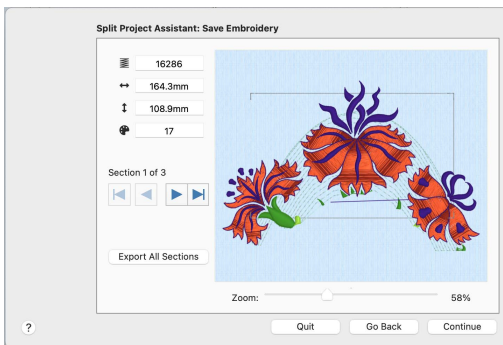 Split Project Assistant: Save Embroidery
16286
164.3mm
108.9mm
17
Section 1 of 3
Export All Sections
Zoom:
58%
?
Quit
Go Back
Continue